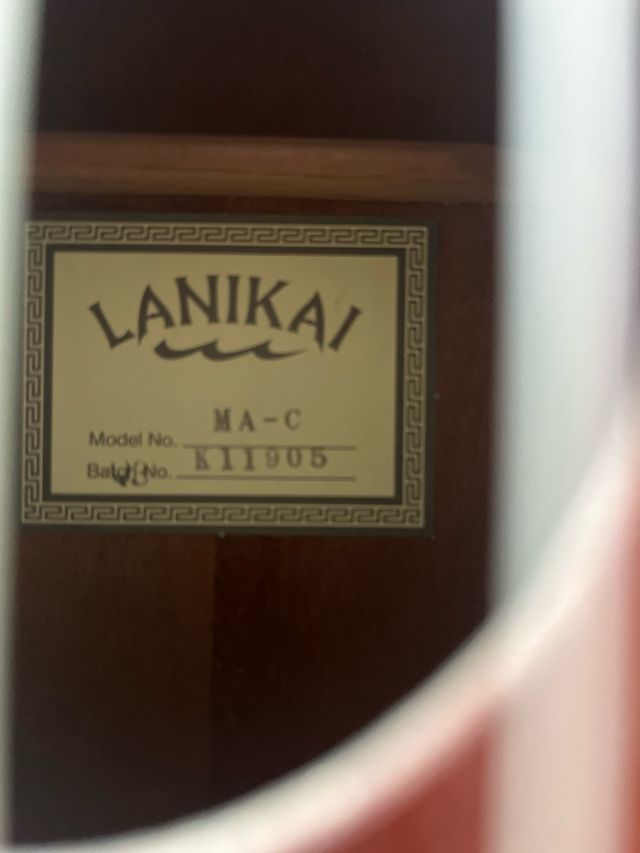 LANIKAI
MA-C
Model No.
K11905
Batch No.